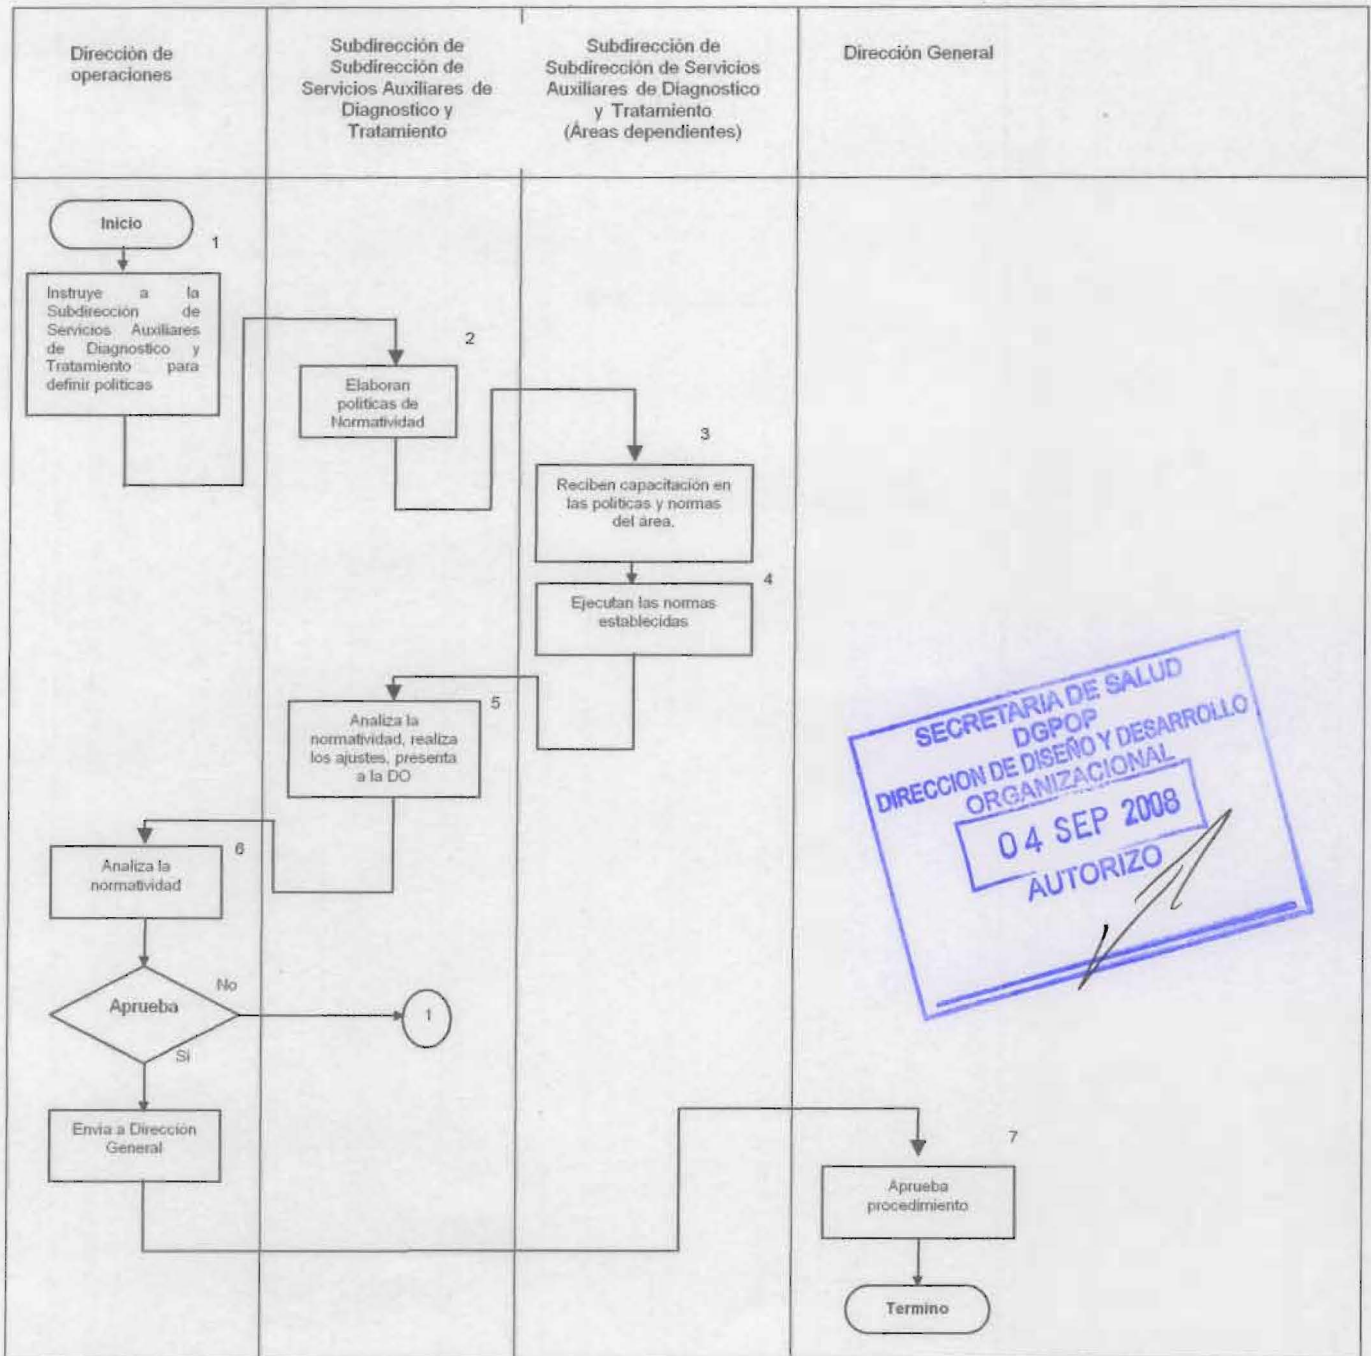 Dirección de
operaciones
Subdirección de
Subdirección de
Servicios Auxiliares de
Diagnostico y
Tratamiento
Subdirección de
Subdirección de Servicios
Auxiliares de Diagnostico
y Tratamiento
(Áreas dependientes)
Dirección General
Inicio
1
Instruye a la
Subdirección de
Servicios Auxiliares
de Diagnostico y
Tratamiento para
definir políticas
2
Elaboran
políticas de
Normatividad
3
Reciben capacitación en
las políticas y normas
del área.
4
Ejecutan las normas
establecidas
5
Analiza la
normatividad, realiza
los ajustes, presenta
a la DO
6
Analiza la
normatividad
Aprueba
No
1
Si
Envía a Dirección
General
7
Aprueba
procedimiento
Termino
SECRETARIA DE SALUD
DGPOP
DIRECCION DE DISEÑO Y DESARROLLO
ORGANIZACIONAL
04 SEP 2008
AUTORIZO